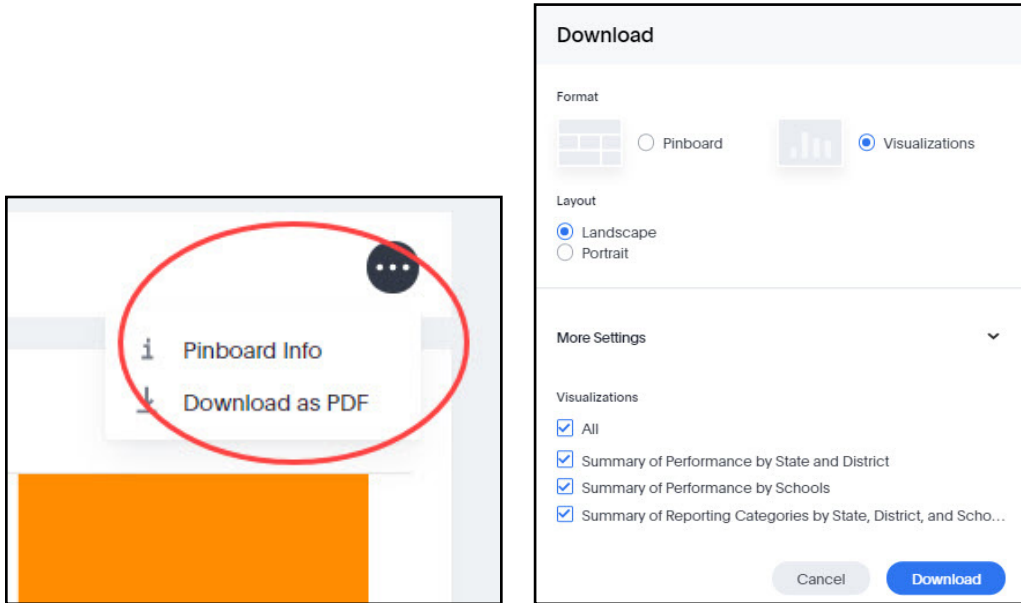 Pinboard Info
Download as PDF
Download
Format
Pinboard
Visualizations
Layout
Landscape
Portrait
More Settings
Visualizations
All
Summary of Performance by State and District
Summary of Performance by Schools
Summary of Reporting Categories by State, District, and Scho...
Cancel
Download